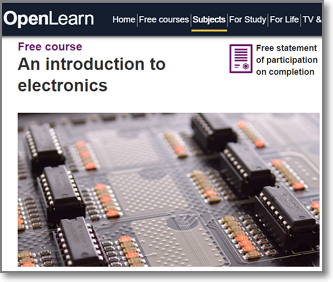 OpenLearn
Home Free courses Subjects For Study For Life TV &
Free course
An introduction to
electronics
Free statement
of participation
on completion